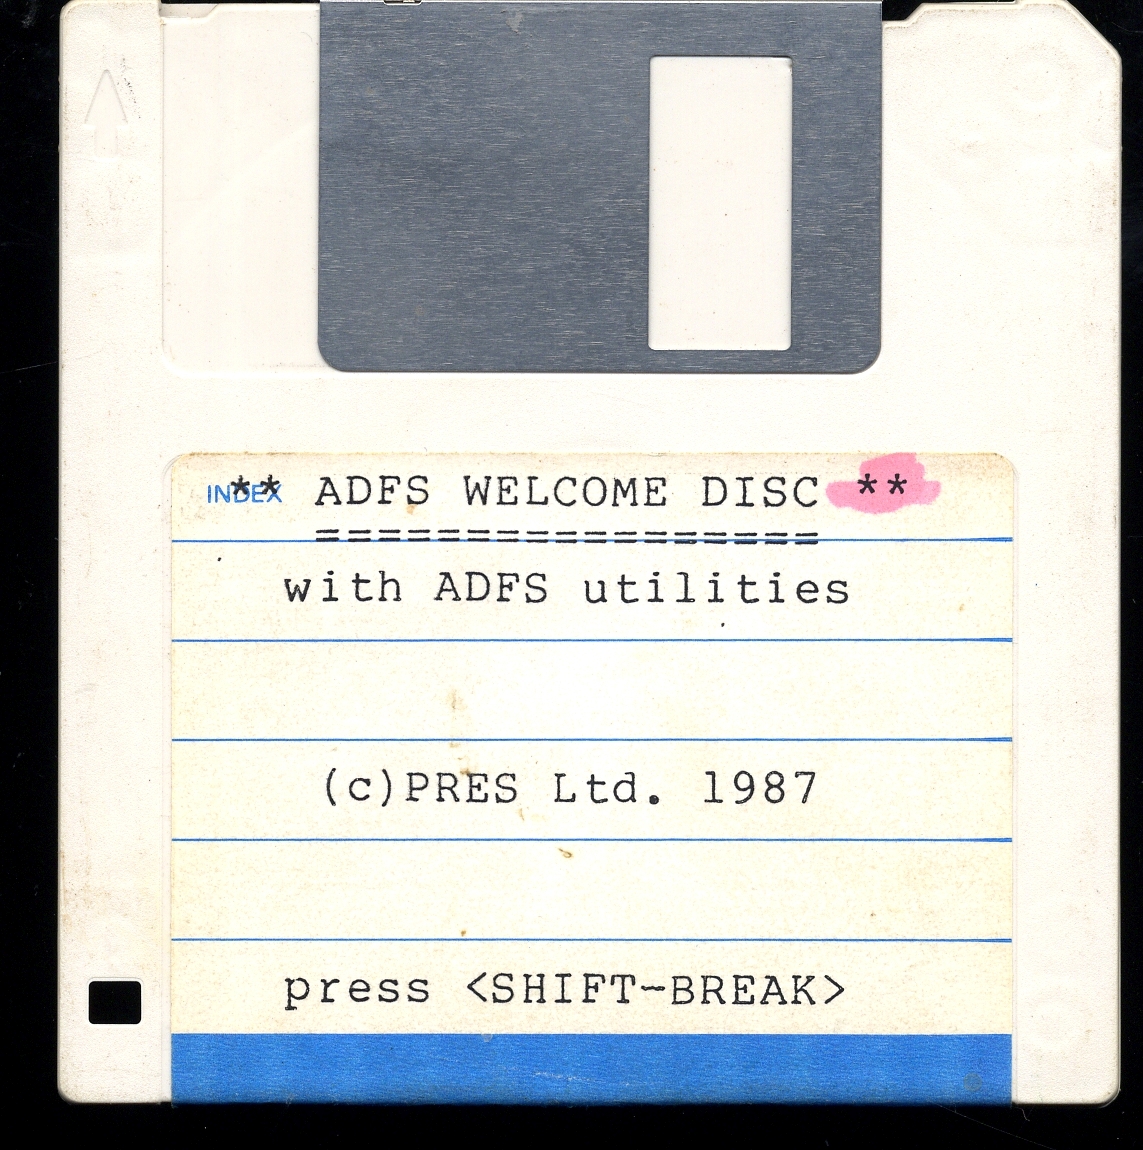 INDEX
** ADFS WELCOME DISC **
=================
with ADFS utilities
(c)PRES Ltd. 1987
press <SHIFT-BREAK>